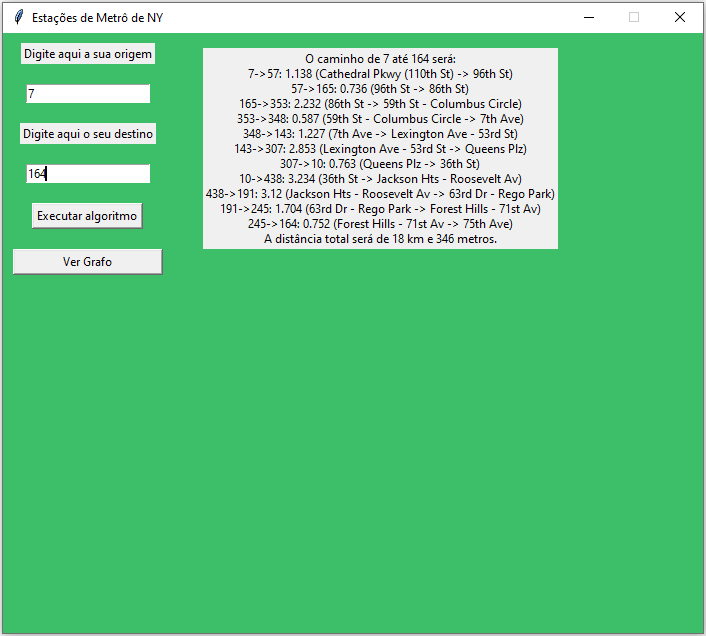 Estações de Metrô de NY
Digite aqui a sua origem
7
Digite aqui o seu destino
164
Executar algoritmo
Ver Grafo
O caminho de 7 até 164 será:
7->57: 1.138 (Cathedral Pkwy (110th St) -> 96th St)
57->165: 0.736 (96th St -> 86th St)
165->353: 2.232 (86th St -> 59th St - Columbus Circle)
353->348: 0.587 (59th St - Columbus Circle -> 7th Ave)
348->143: 1.227 (7th Ave -> Lexington Ave - 53rd St)
143->307: 2.853 (Lexington Ave - 53rd St -> Queens Plz)
307->10: 0.763 (Queens Plz -> 36th St)
10->438: 3.234 (36th St -> Jackson Hts - Roosevelt Av)
438->191: 3.12 (Jackson Hts - Roosevelt Av -> 63rd Dr - Rego Park)
191->245: 1.704 (63rd Dr - Rego Park -> Forest Hills - 71st Av)
245->164: 0.752 (Forest Hills - 71st Av -> 75th Ave)
A distância total será de 18 km e 346 metros.